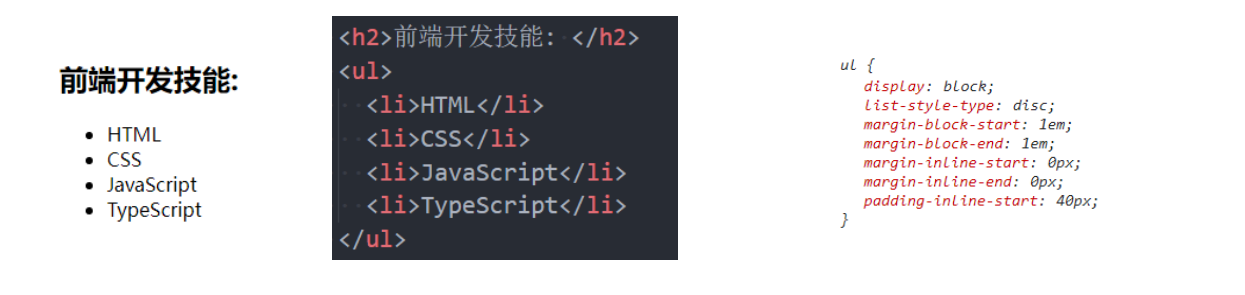 前端开发技能:
HTML
CSS
JavaScript
TypeScript
<h2>前端开发技能: </h2>
<ul>
<li>HTML</li>
<li>CSS</li>
<li>JavaScript</li>
<li>TypeScript</li>
</ul>
ul {
display: block;
list-style-type: disc;
margin-block-start: 1em;
margin-block-end: 1em;
margin-inline-start: 0px;
margin-inline-end: 0px;
padding-inline-start: 40px;
}